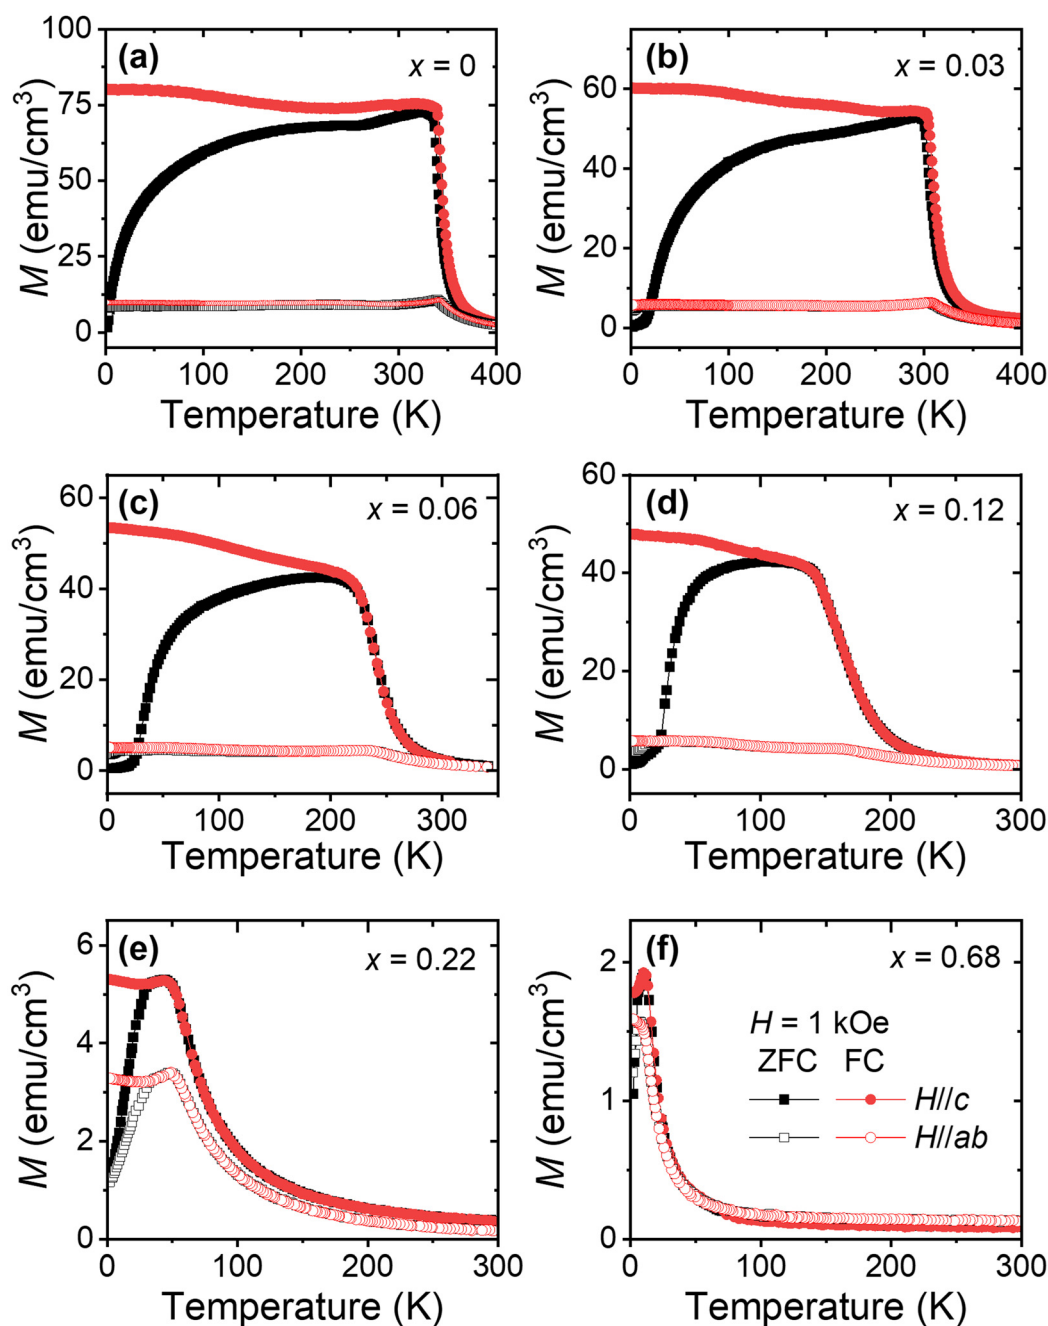 (a)
x = 0
100
75
50
25
0
M (emu/cm³)
0 100 200 300 400
Temperature (K)
(b)
x = 0.03
60
40
20
0
M (emu/cm³)
0 100 200 300 400
Temperature (K)
(c)
x = 0.06
60
40
20
0
M (emu/cm³)
0 100 200 300
Temperature (K)
(d)
x = 0.12
60
40
20
0
M (emu/cm³)
0 100 200 300
Temperature (K)
(e)
x = 0.22
6
4
2
0
M (emu/cm³)
0 100 200 300
Temperature (K)
(f)
x = 0.68
2
1
0
M (emu/cm³)
H = 1 kOe
ZFC FC
H//c
H//ab
0 100 200 300
Temperature (K)